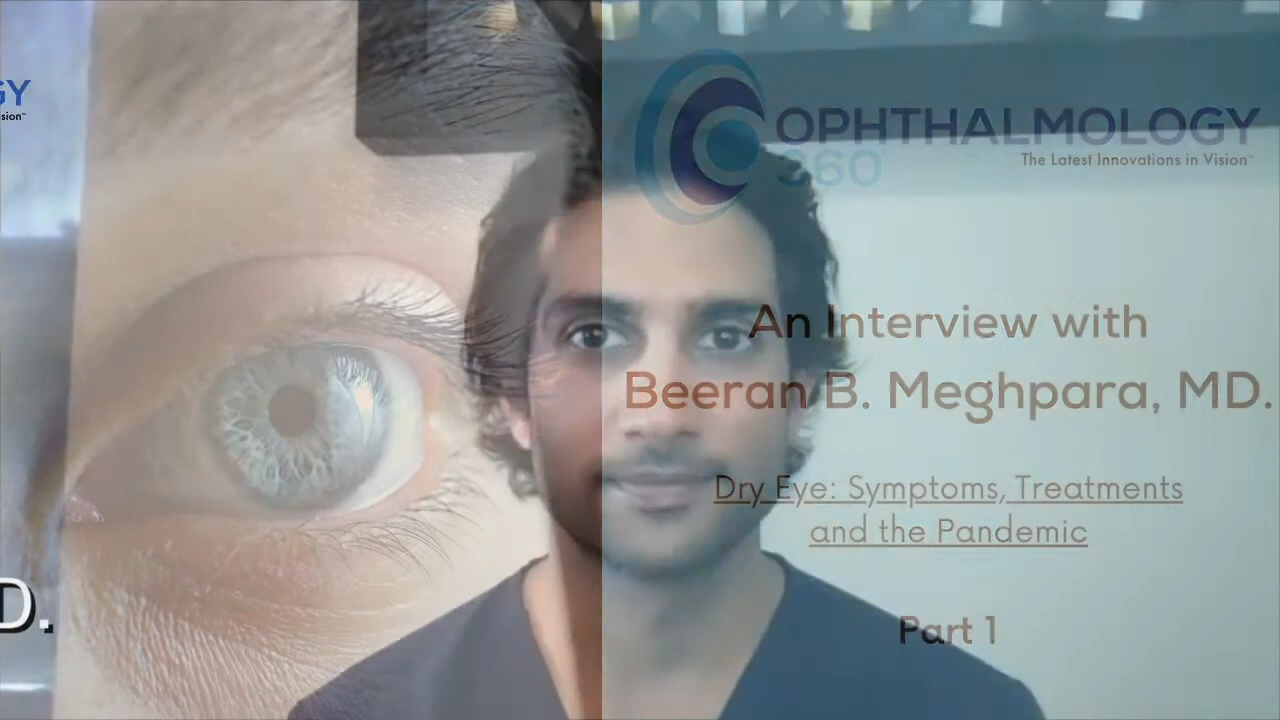 GY
sion™
OPHTHALMOLOGY
360
The Latest Innovations in Vision™
An Interview with
Beeran B. Meghpara, MD.
Dry Eye: Symptoms, Treatments
and the Pandemic
Part 1
D.